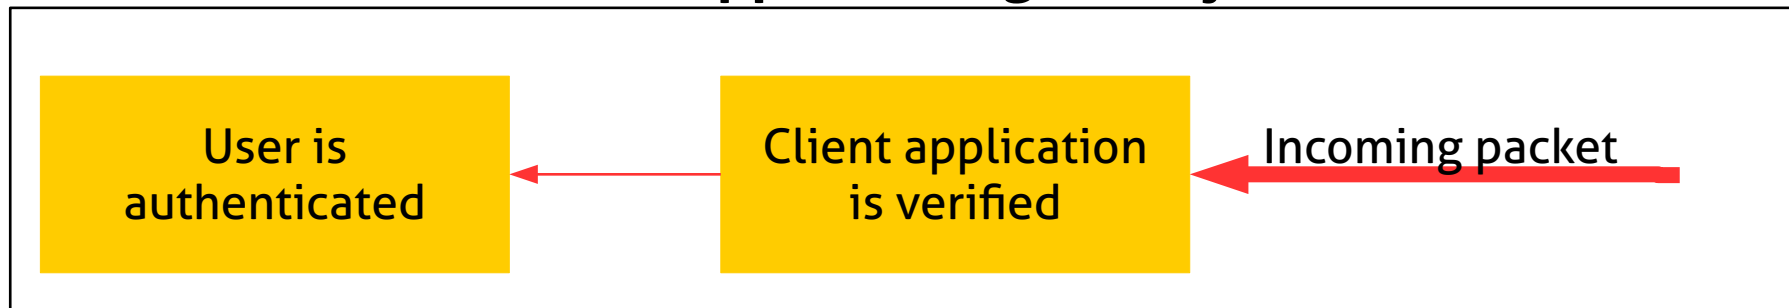 User is
authenticated
Client application
is verified
Incoming packet